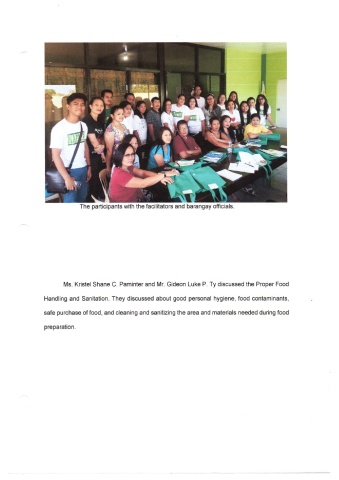 The participants with the facilitators and barangay officials.
Ms. Kristel Shane C. Paminter and Mr. Gideon Luke P. Ty discussed the Proper Food
Handling and Sanitation. They discussed about good personal hygiene, food contaminants,
safe purchase of food, and cleaning and sanitizing the area and materials needed during food
preparation.